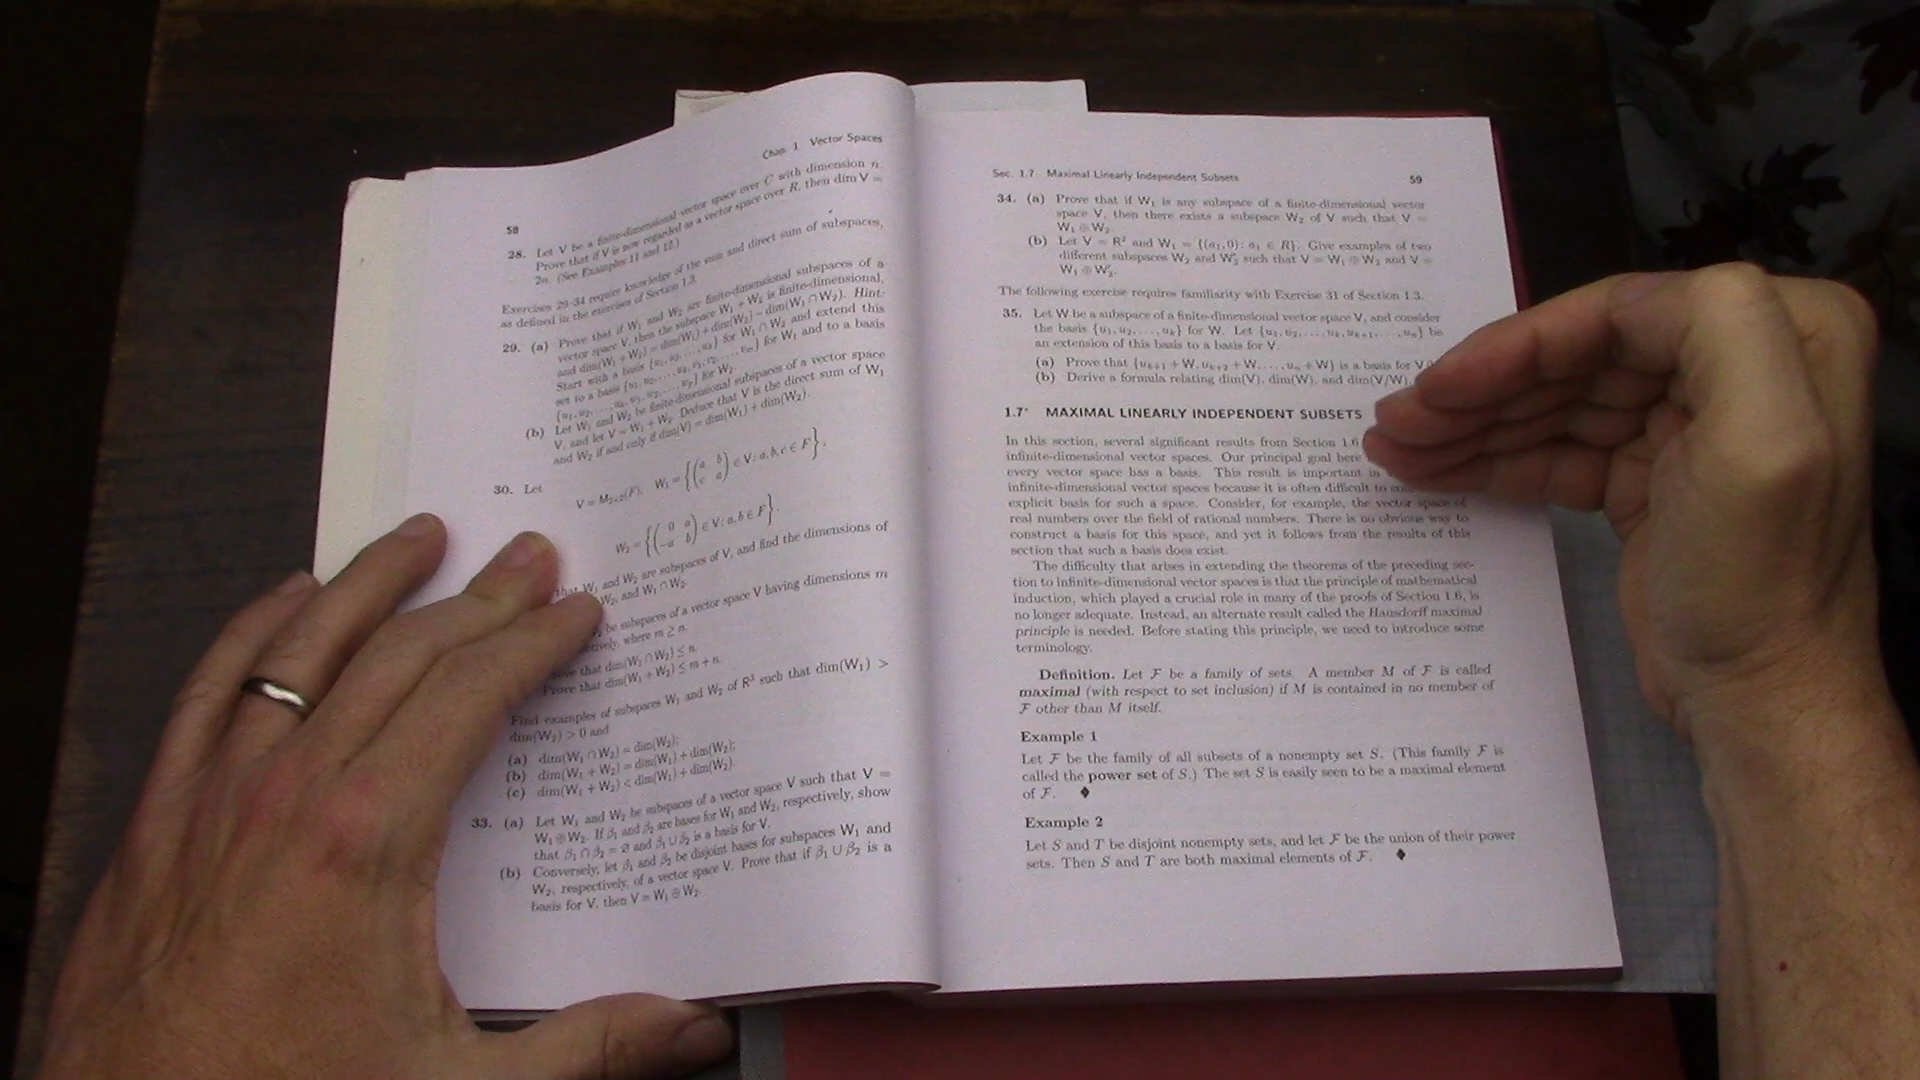 58
Chap. 1 Vector Spaces
28. Let V be a finite-dimensional vector space over C with dimension n.
Prove that if V is now regarded as a vector space over R, then dim V =
2n. (See Examples 11 and 12.)
Exercises 29–34 require knowledge of the sum and direct sum of subspaces,
as defined in the exercises of Section 1.3.
29. (a) Prove that if W₁ and W₂ are finite-dimensional subspaces of a
vector space V, then the subspace W₁ + W₂ is finite-dimensional,
and dim(W₁ + W₂) = dim(W₁) + dim(W₂) − dim(W₁ ∩ W₂). Hint:
Start with a basis {u₁, u₂, . . . , uₖ} for W₁ ∩ W₂ and extend this
set to a basis {u₁, u₂, . . . , uₖ, v₁, v₂, . . . , vₘ} for W₁ and to a basis
{u₁, u₂, . . . , uₖ, w₁, w₂, . . . , wₚ} for W₂.
(b) Let W₁ and W₂ be finite-dimensional subspaces of a vector space
V, and let V = W₁ + W₂. Deduce that V is the direct sum of W₁
and W₂ if and only if dim(V) = dim(W₁) + dim(W₂).
30. Let
V = M₂ₓ₂(F), W₁ = {(a b c a) ∈ V: a, b, c ∈ F},
W₂ = {(0 a −a b) ∈ V: a, b ∈ F}.
that W₁ and W₂ are subspaces of V, and find the dimensions of
W₂, and W₁ ∩ W₂.
be subspaces of a vector space V having dimensions m
where m ≥ n.
that dim(W₁ ∩ W₂) ≤ n.
Prove that dim(W₁ + W₂) ≤ m + n.
Find examples of subspaces W₁ and W₂ of R³ such that dim(W₁) >
dim(W₂) > 0 and
(a) dim(W₁ ∩ W₂) = dim(W₂);
(b) dim(W₁ + W₂) = dim(W₁) + dim(W₂);
(c) dim(W₁ + W₂) < dim(W₁) + dim(W₂).
33. (a) Let W₁ and W₂ be subspaces of a vector space V such that V =
W₁ ⊕ W₂. If β₁ and β₂ are bases for W₁ and W₂, respectively, show
that β₁ ∩ β₂ = ∅ and β₁ ∪ β₂ is a basis for V.
(b) Conversely, let β₁ and β₂ be disjoint bases for subspaces W₁ and
W₂, respectively, of a vector space V. Prove that if β₁ ∪ β₂ is a
basis for V, then V = W₁ ⊕ W₂.
Sec. 1.7 Maximal Linearly Independent Subsets 59
34. (a) Prove that if W₁ is any subspace of a finite-dimensional vector
space V, then there exists a subspace W₂ of V such that V =
W₁ ⊕ W₂.
(b) Let V = R² and W₁ = {(a₁, 0): a₁ ∈ R}. Give examples of two
different subspaces W₂ and W₂′ such that V = W₁ ⊕ W₂ and V =
W₁ ⊕ W₂′.
The following exercise requires familiarity with Exercise 31 of Section 1.3.
35. Let W be a subspace of a finite-dimensional vector space V, and consider
the basis {u₁, u₂, . . . , uₖ} for W. Let {u₁, u₂, . . . , uₖ, uₖ₊₁, . . . , uₙ} be
an extension of this basis to a basis for V.
(a) Prove that {uₖ₊₁ + W, uₖ₊₂ + W, . . . , uₙ + W} is a basis for V/
(b) Derive a formula relating dim(V), dim(W), and dim(V/W).
1.7* MAXIMAL LINEARLY INDEPENDENT SUBSETS
In this section, several significant results from Section 1.6
infinite-dimensional vector spaces. Our principal goal here
every vector space has a basis. This result is important in
infinite-dimensional vector spaces because it is often difficult to
explicit basis for such a space. Consider, for example, the vector space of
real numbers over the field of rational numbers. There is no obvious way to
construct a basis for this space, and yet it follows from the results of this
section that such a basis does exist.
The difficulty that arises in extending the theorems of the preceding sec-
tion to infinite-dimensional vector spaces is that the principle of mathematical
induction, which played a crucial role in many of the proofs of Section 1.6, is
no longer adequate. Instead, an alternate result called the Hausdorff maximal
principle is needed. Before stating this principle, we need to introduce some
terminology.
Definition. Let ℱ be a family of sets. A member M of ℱ is called
maximal (with respect to set inclusion) if M is contained in no member of
ℱ other than M itself.
Example 1
Let ℱ be the family of all subsets of a nonempty set S. (This family ℱ is
called the power set of S.) The set S is easily seen to be a maximal element
of ℱ. ♦
Example 2
Let S and T be disjoint nonempty sets, and let ℱ be the union of their power
sets. Then S and T are both maximal elements of ℱ. ♦